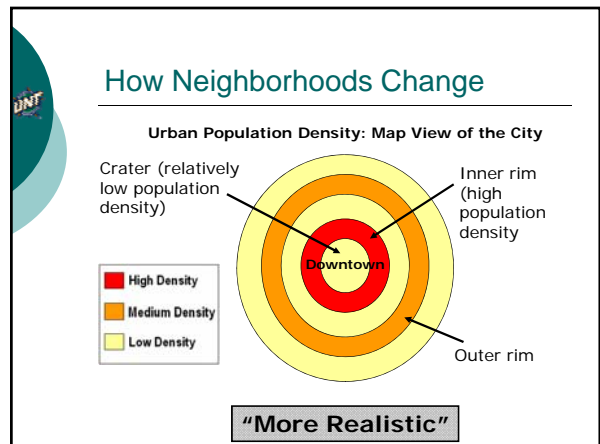 How Neighborhoods Change
UNT
Urban Population Density: Map View of the City
Crater (relatively
low population
density)
Inner rim
(high
population
density
Downtown
High Density
Medium Density
Low Density
Outer rim
“More Realistic”